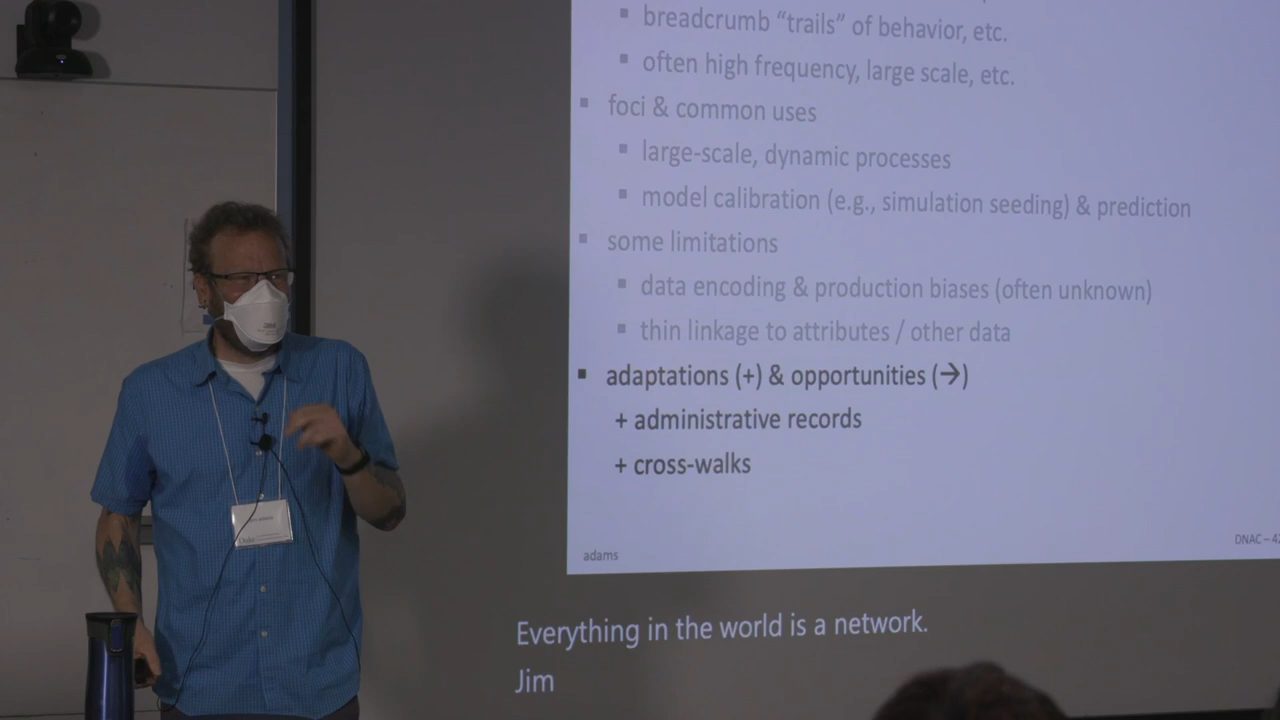 ▪ breadcrumb “trails” of behavior, etc.
▪ often high frequency, large scale, etc.
▪ foci & common uses
▪ large-scale, dynamic processes
▪ model calibration (e.g., simulation seeding) & prediction
▪ some limitations
▪ data encoding & production biases (often unknown)
▪ thin linkage to attributes / other data
▪ adaptations (+) & opportunities (→)
+ administrative records
+ cross-walks
adams
DNAC – 42
Everything in the world is a network.
Jim
Duke